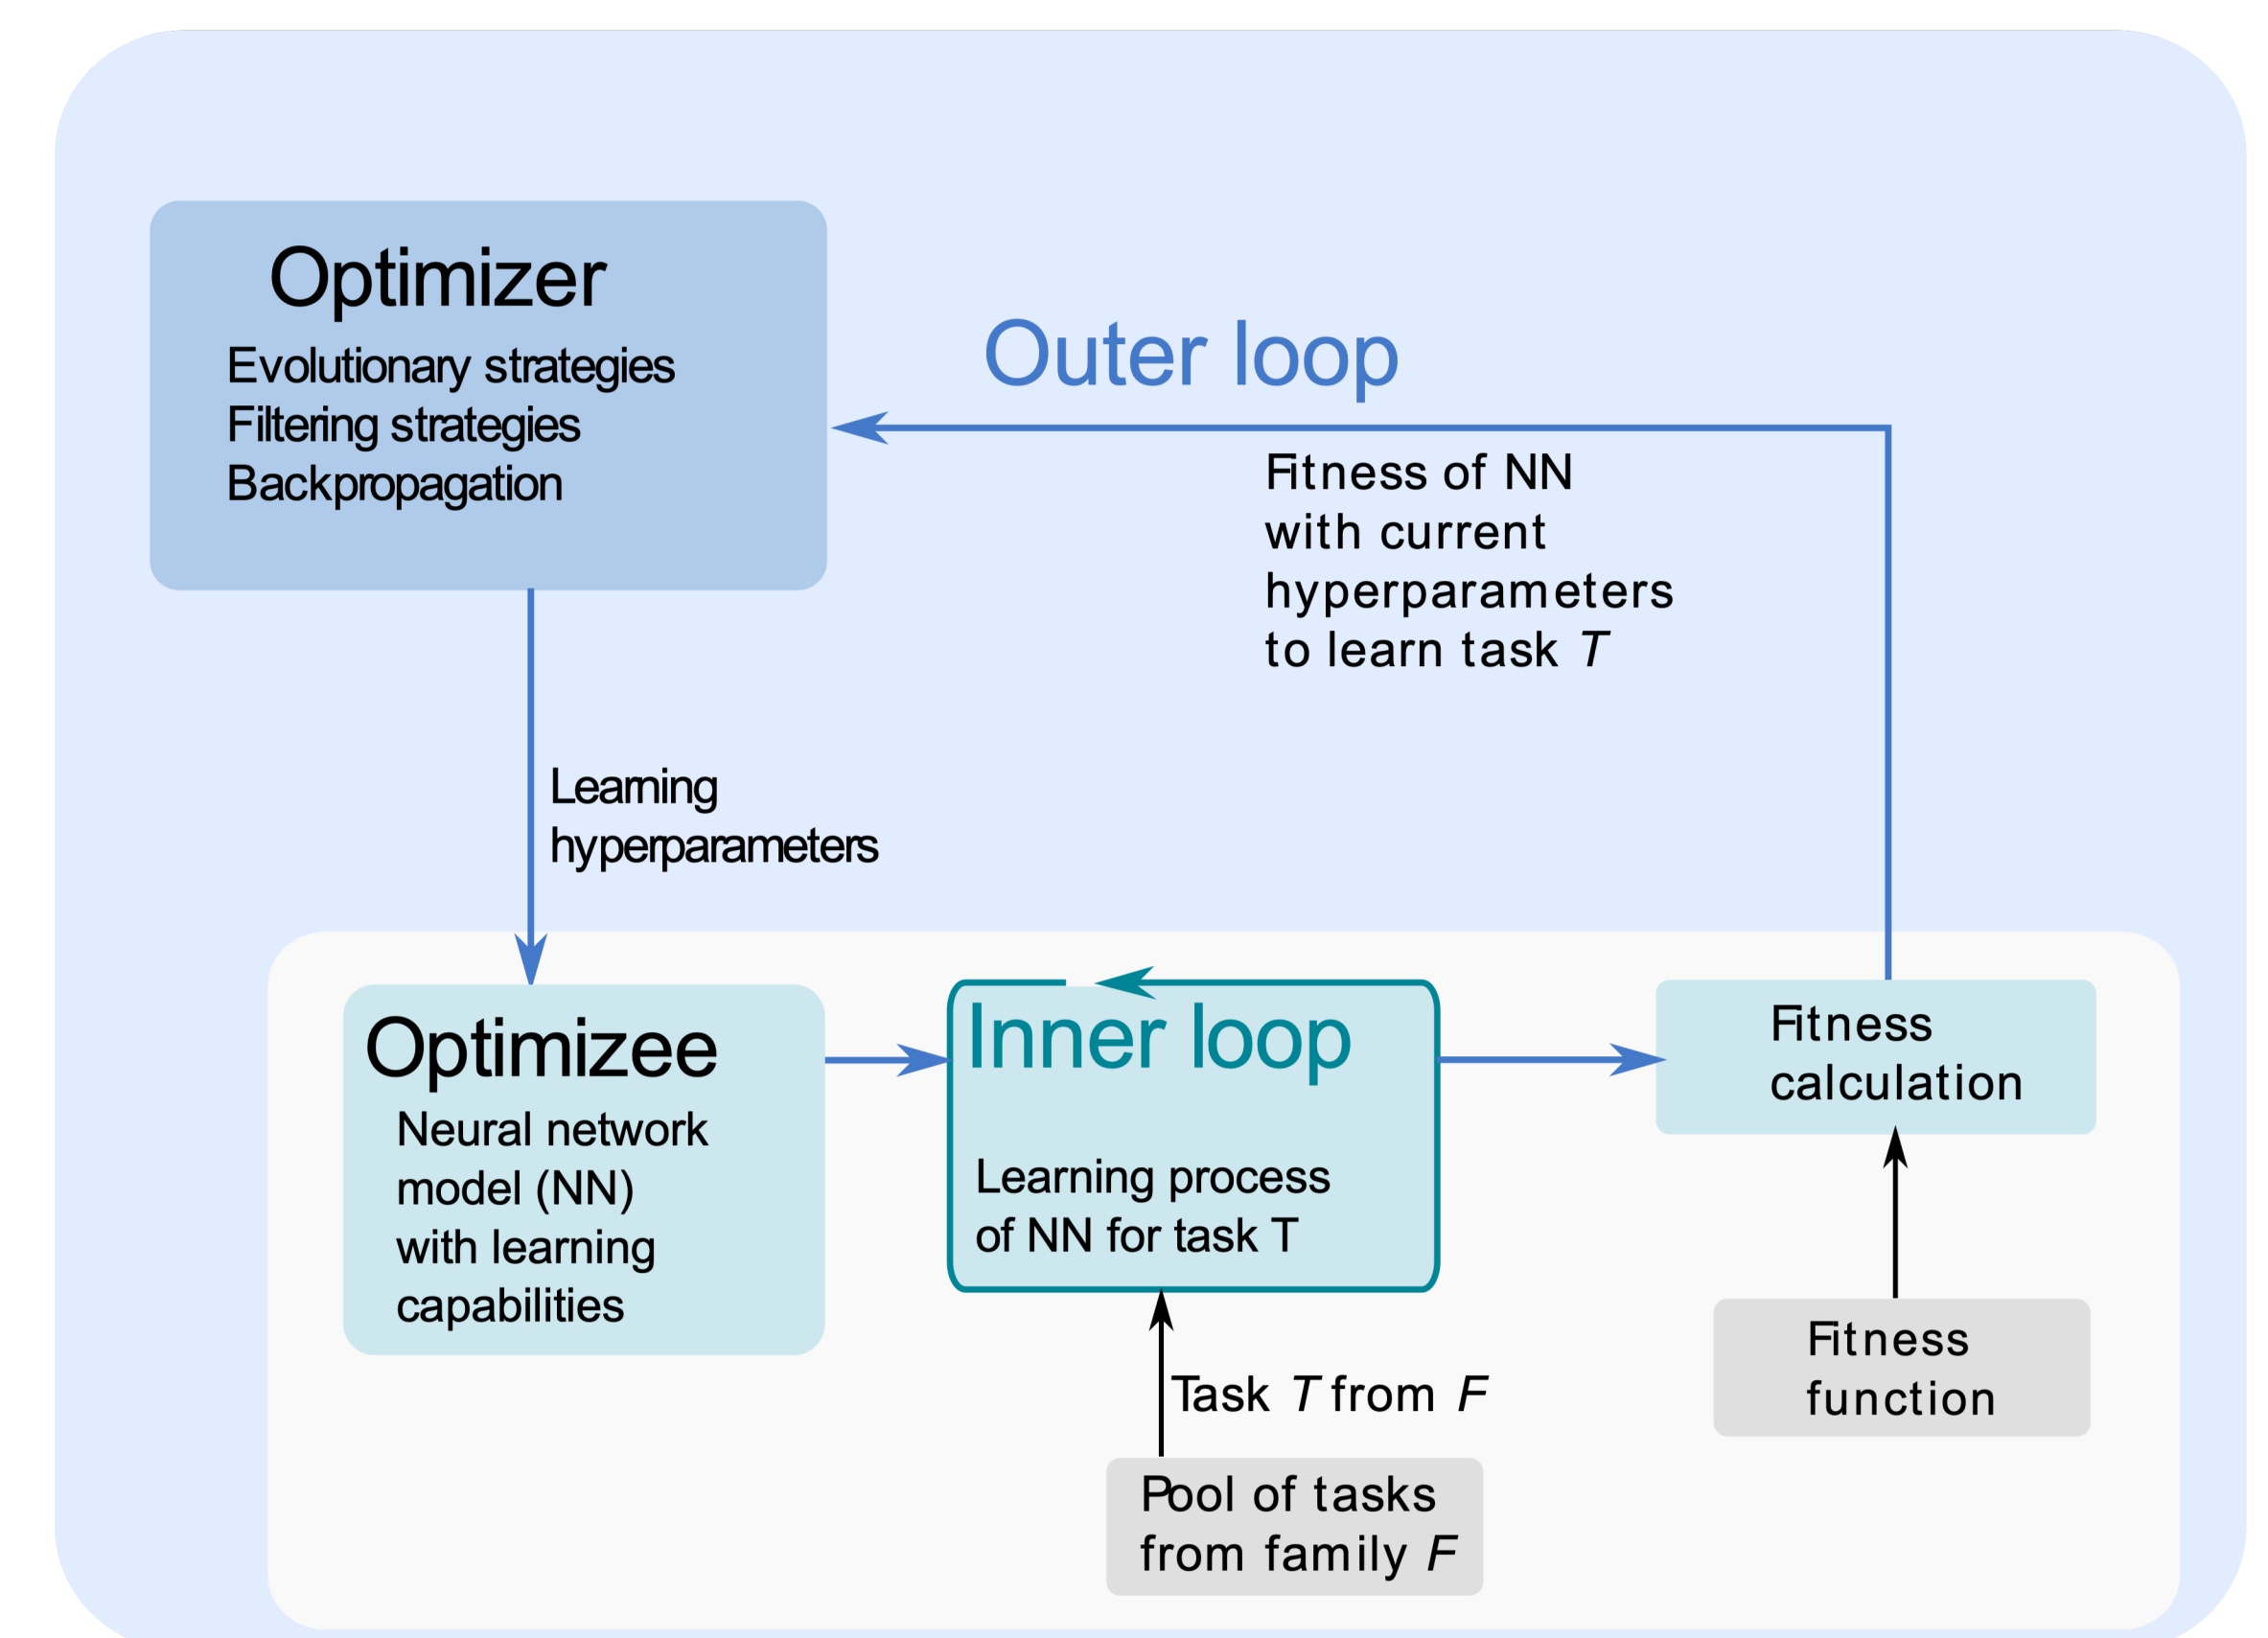 Optimizer
Evolutionary strategies
Filtering strategies
Backpropagation
Outer loop
Fitness of NN
with current
hyperparameters
to learn task T
Learning
hyperparameters
Optimizee
Neural network
model (NN)
with learning
capabilities
Inner loop
Learning process
of NN for task T
Fitness
calculation
Task T from F
Pool of tasks
from family F
Fitness
function